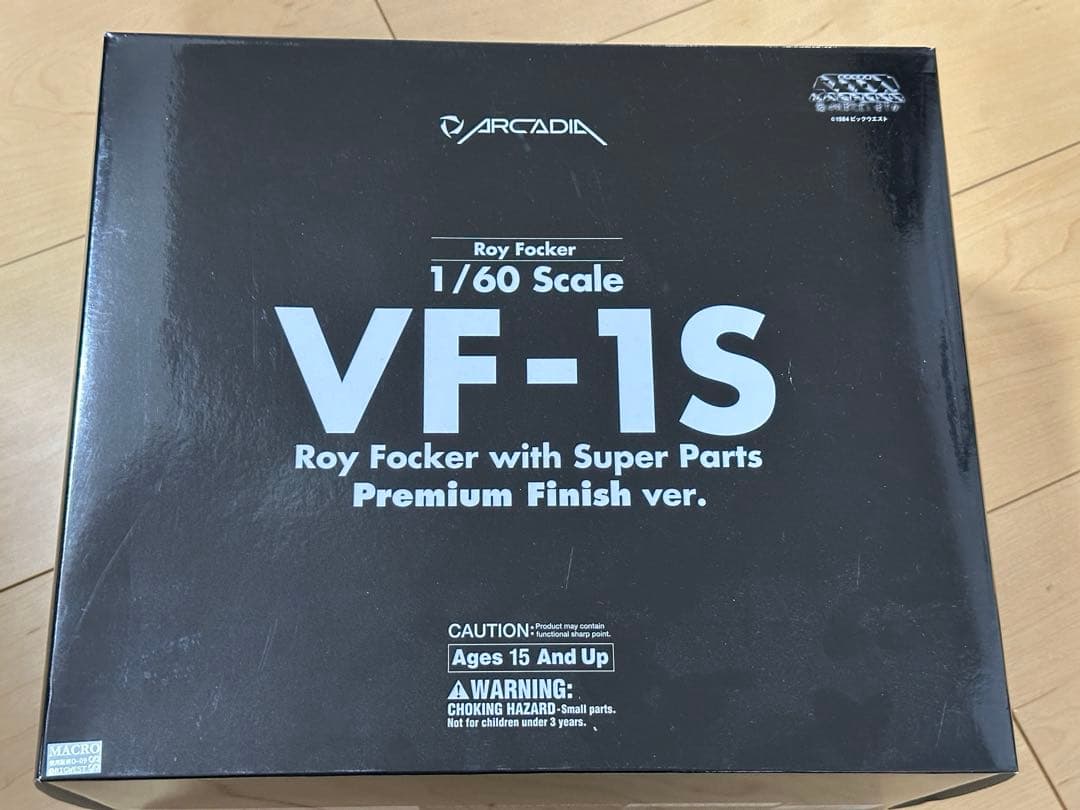 ARCADIA
©1984 ビックウエスト
Roy Focker
1/60 Scale
VF-1S
Roy Focker with Super Parts
Premium Finish ver.
CAUTION: Product may contain
functional sharp point.
Ages 15 And Up
WARNING:
CHOKING HAZARD-Small parts.
Not for children under 3 years.
MACRO
BIGWEST